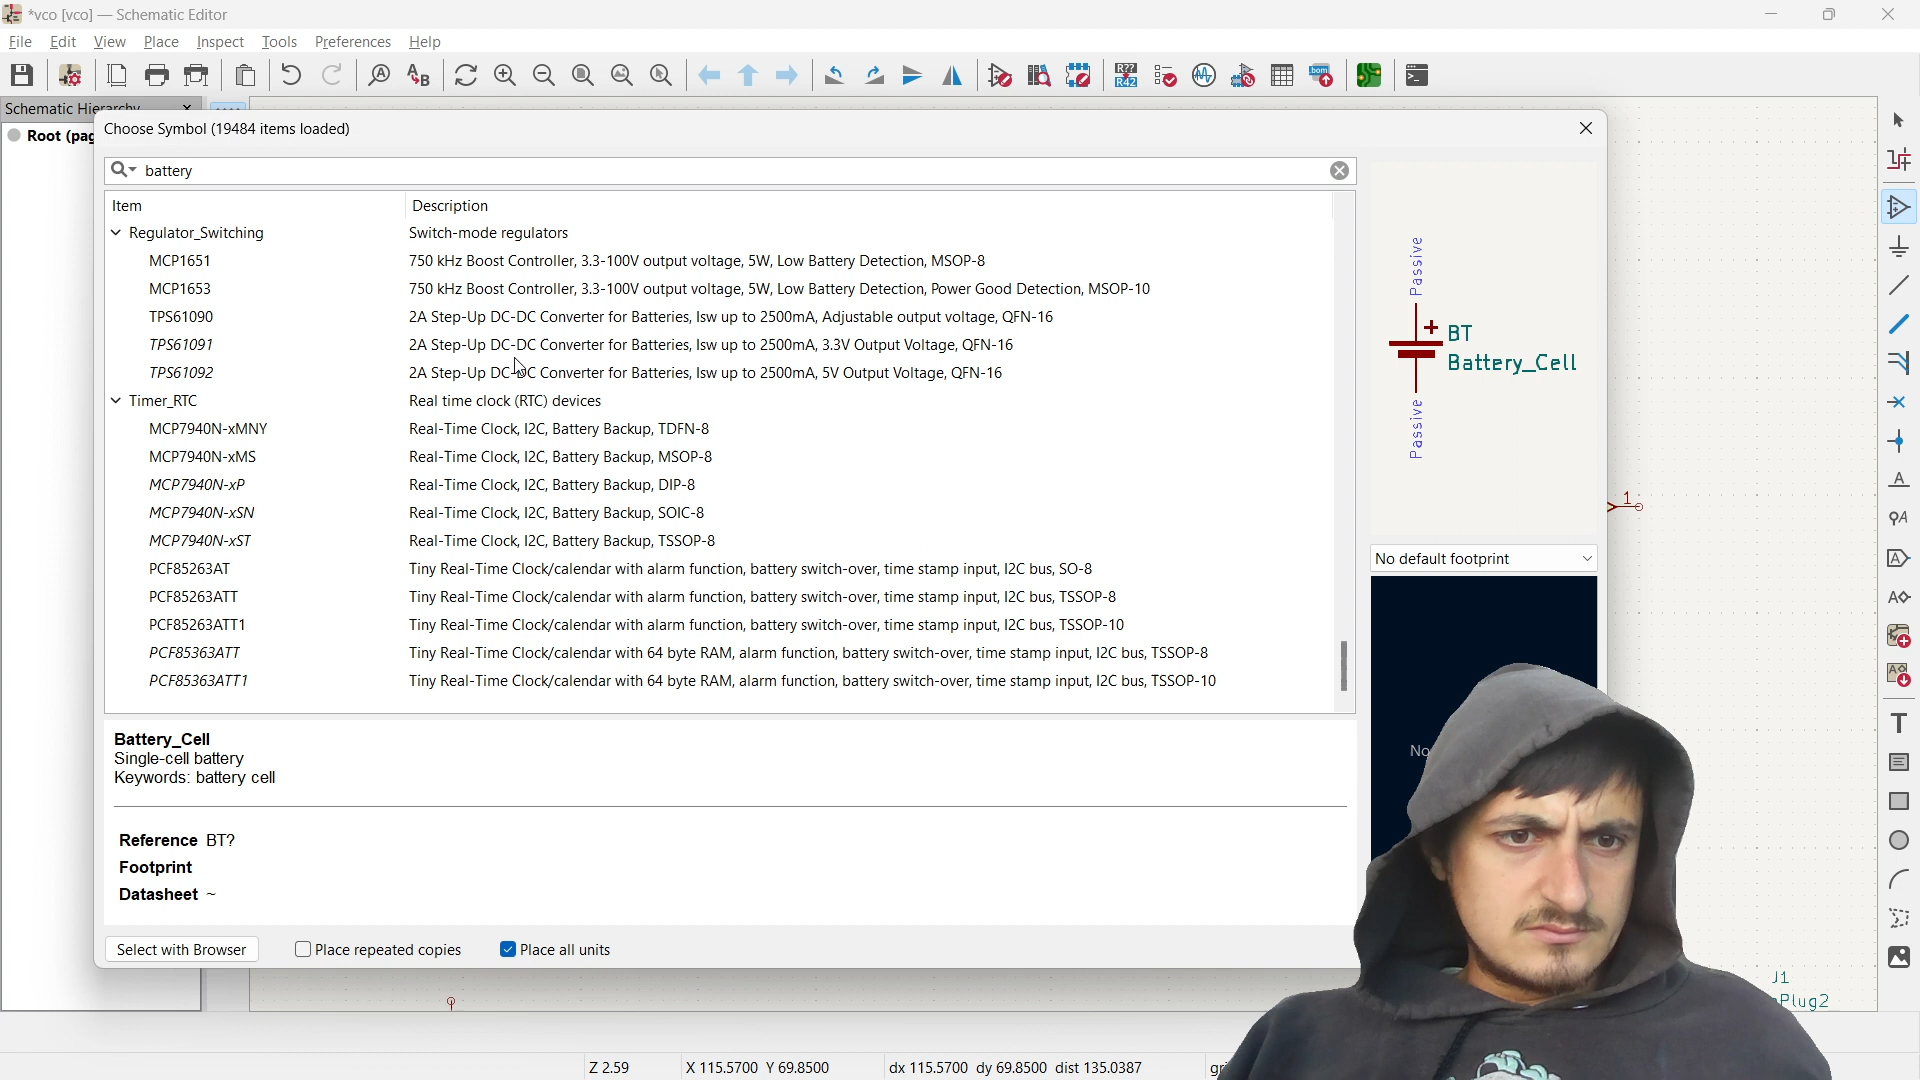 *vco [vco] — Schematic Editor
File Edit View Place Inspect Tools Preferences Help
Schematic Hierarchy
Root
Choose Symbol (19484 items loaded)
battery
Item Description
Regulator_Switching Switch-mode regulators
MCP1651 750 kHz Boost Controller, 3.3-100V output voltage, 5W, Low Battery Detection, MSOP-8
MCP1653 750 kHz Boost Controller, 3.3-100V output voltage, 5W, Low Battery Detection, Power Good Detection, MSOP-10
TPS61090 2A Step-Up DC-DC Converter for Batteries, Isw up to 2500mA, Adjustable output voltage, QFN-16
TPS61091 2A Step-Up DC-DC Converter for Batteries, Isw up to 2500mA, 3.3V Output Voltage, QFN-16
TPS61092 2A Step-Up DC-DC Converter for Batteries, Isw up to 2500mA, 5V Output Voltage, QFN-16
Timer_RTC Real time clock (RTC) devices
MCP7940N-xMNY Real-Time Clock, I2C, Battery Backup, TDFN-8
MCP7940N-xMS Real-Time Clock, I2C, Battery Backup, MSOP-8
MCP7940N-xP Real-Time Clock, I2C, Battery Backup, DIP-8
MCP7940N-xSN Real-Time Clock, I2C, Battery Backup, SOIC-8
MCP7940N-xST Real-Time Clock, I2C, Battery Backup, TSSOP-8
PCF85263AT Tiny Real-Time Clock/calendar with alarm function, battery switch-over, time stamp input, I2C bus, SO-8
PCF85263ATT Tiny Real-Time Clock/calendar with alarm function, battery switch-over, time stamp input, I2C bus, TSSOP-8
PCF85263ATT1 Tiny Real-Time Clock/calendar with alarm function, battery switch-over, time stamp input, I2C bus, TSSOP-10
PCF85363ATT Tiny Real-Time Clock/calendar with 64 byte RAM, alarm function, battery switch-over, time stamp input, I2C bus, TSSOP-8
PCF85363ATT1 Tiny Real-Time Clock/calendar with 64 byte RAM, alarm function, battery switch-over, time stamp input, I2C bus, TSSOP-10
Passive
+ BT
Battery_Cell
Passive
No default footprint
No
Battery_Cell
Single-cell battery
Keywords: battery cell
Reference BT?
Footprint
Datasheet ~
Select with Browser Place repeated copies Place all units
1
J1
Plug2
Z 2.59 X 115.5700 Y 69.8500 dx 115.5700 dy 69.8500 dist 135.0387